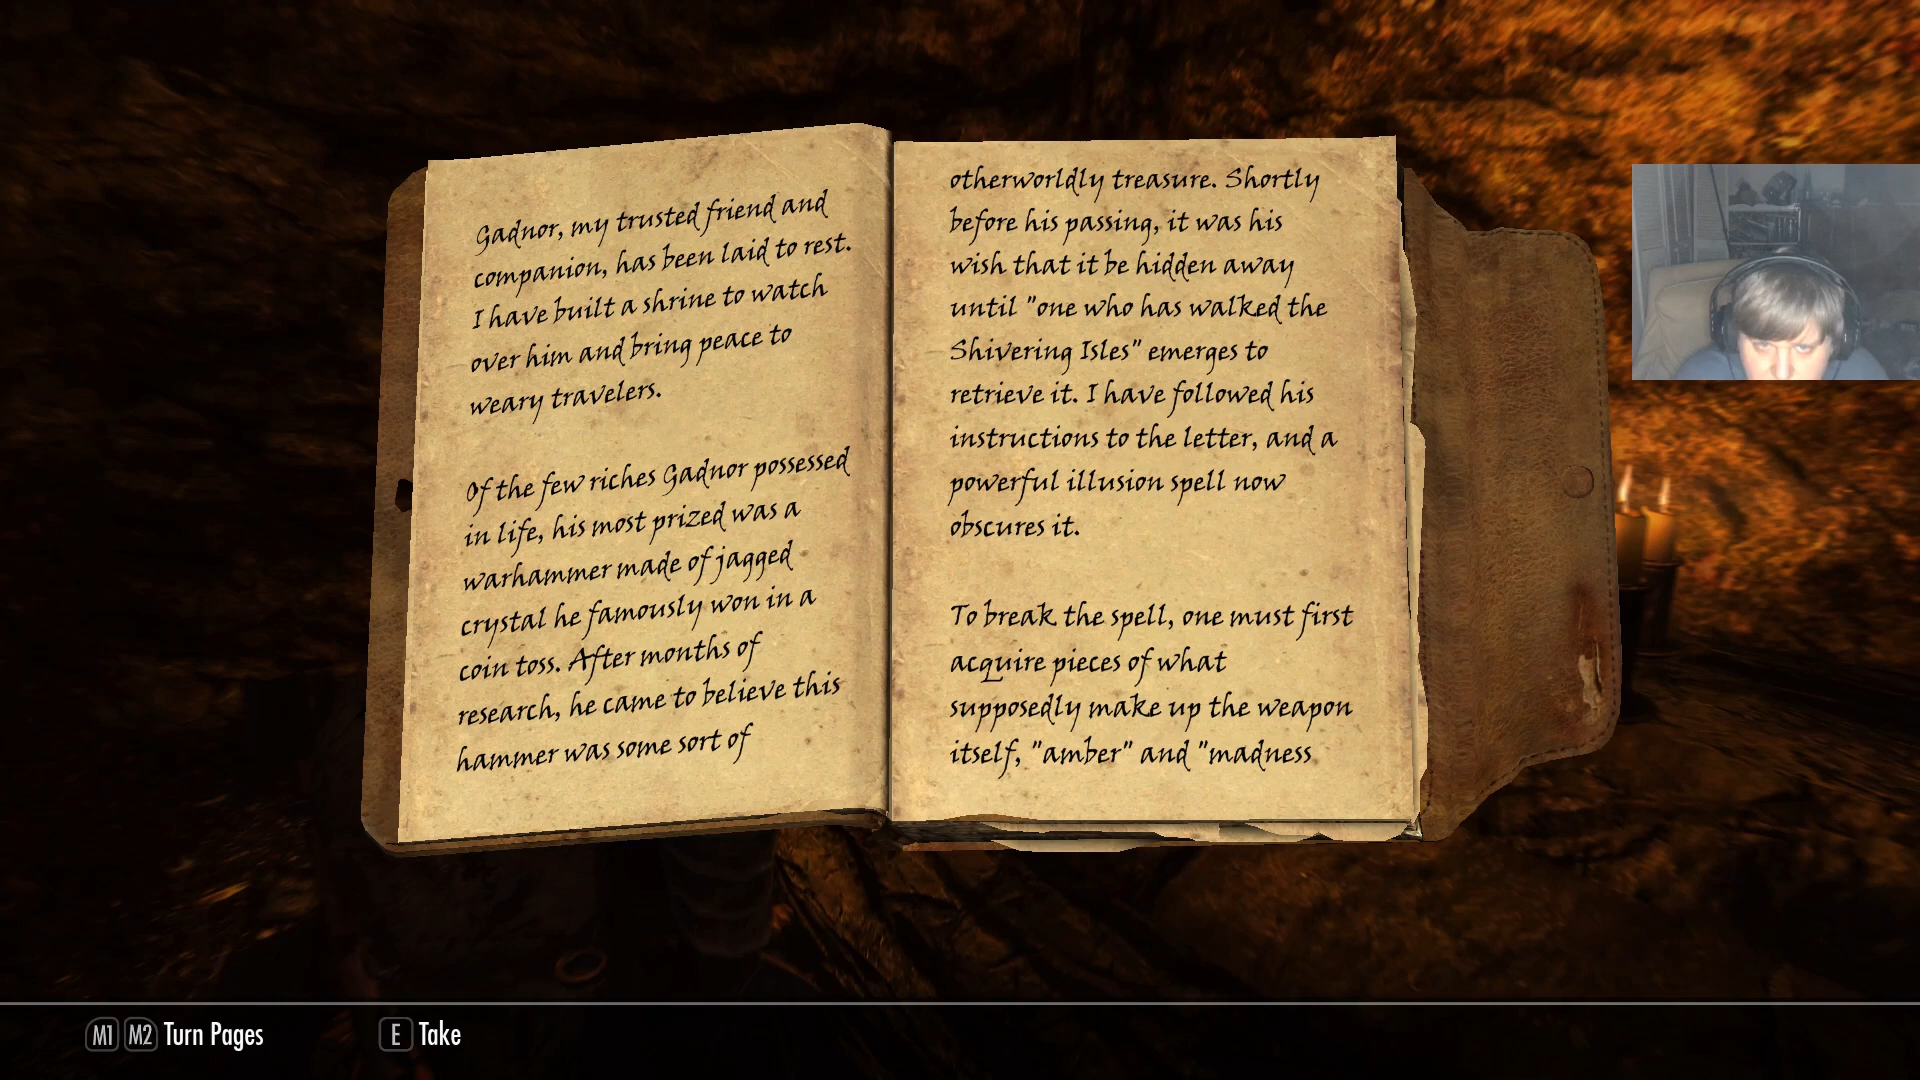 Gadnor, my trusted friend and
companion, has been laid to rest.
I have built a shrine to watch
over him and bring peace to
weary travelers.
Of the few riches Gadnor possessed
in life, his most prized was a
warhammer made of jagged
crystal he famously won in a
coin toss. After months of
research, he came to believe this
hammer was some sort of
otherworldly treasure. Shortly
before his passing, it was his
wish that it be hidden away
until "one who has walked the
Shivering Isles" emerges to
retrieve it. I have followed his
instructions to the letter, and a
powerful illusion spell now
obscures it.
To break the spell, one must first
acquire pieces of what
supposedly make up the weapon
itself, "amber" and "madness
M1 M2 Turn Pages E Take